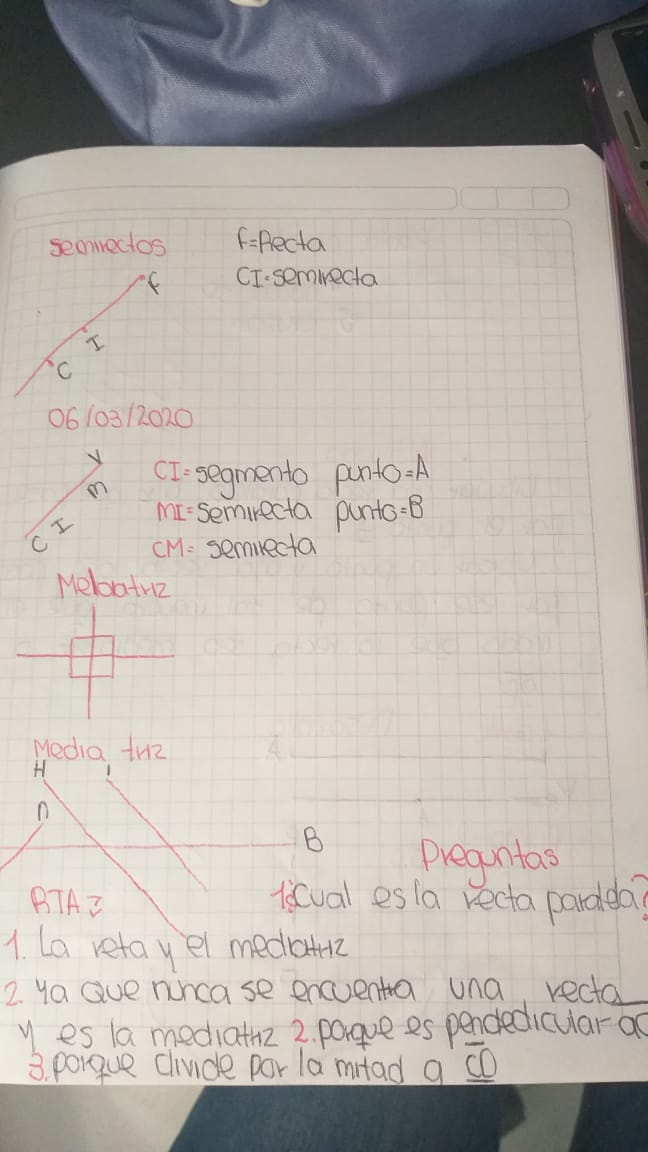 semirectas
f=Recta
f
CI=semirecta
I
C
06/03/2020
V
m
I
C
CI=segmento punto=A
MI=Semirecta punto=B
CM= semirecta
Mediatriz
Media triz
H I
D
B
Preguntas
RTA:
1. Cual es la recta paralela?
1. La reta y el mediatriz
2. Ya que nunca se encuentra una recta
y es la mediatriz 2. porque es pendedicular ac
3. porque divide por la mitad a CD